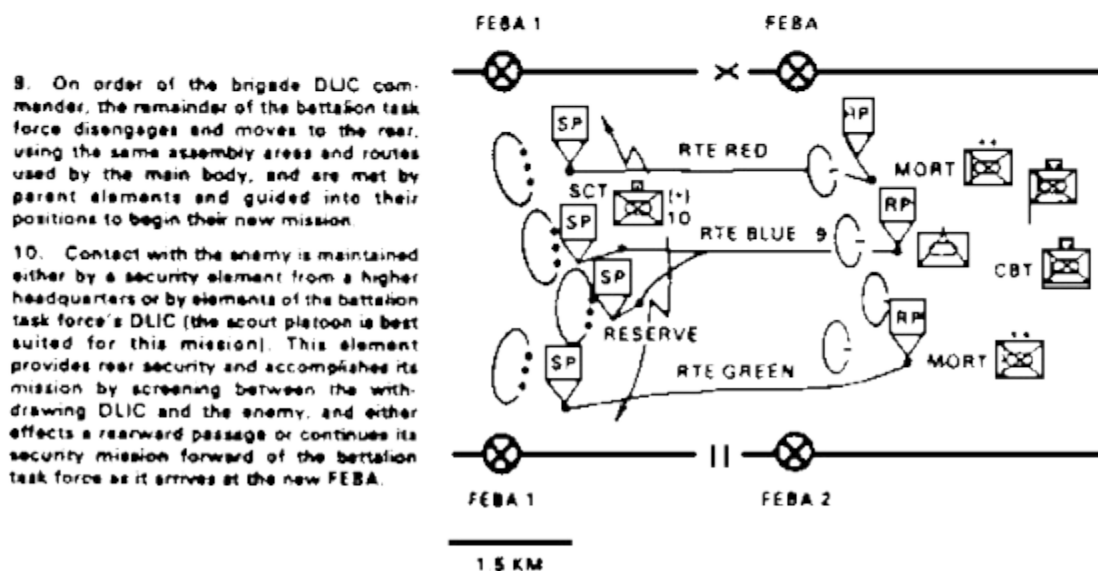 9. On order of the brigade DLIC com-
mander, the remainder of the battalion task
force disengages and moves to the rear,
using the same assembly areas and routes
used by the main body, and are met by
parent elements and guided into their
positions to begin their new mission.
10. Contact with the enemy is maintained
either by a security element from a higher
headquarters or by elements of the battalion
task force's DLIC (the scout platoon is best
suited for this mission). This element
provides rear security and accomplishes its
mission by screening between the with-
drawing DLIC and the enemy, and either
effects a rearward passage or continues its
security mission forward of the battalion
task force as it arrives at the new FEBA.
FEBA 1
FEBA
SP
RP
RTE RED
MORT
SCT
(+)
10
SP
RP
RTE BLUE 9
CBT
SP
RESERVE
RP
SP
RTE GREEN
MORT
FEBA 1
FEBA 2
1.5 KM